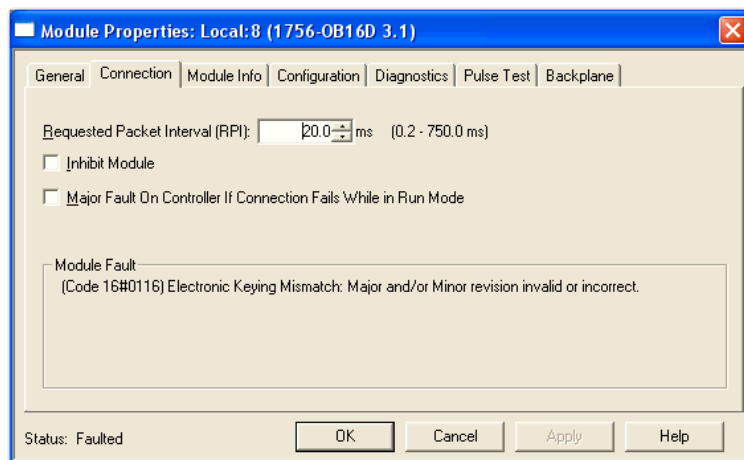 Module Properties: Local:8 (1756-OB16D 3.1)
General Connection Module Info Configuration Diagnostics Pulse Test Backplane
Requested Packet Interval (RPI): 20.0 ms (0.2 - 750.0 ms)
Inhibit Module
Major Fault On Controller If Connection Fails While in Run Mode
Module Fault
(Code 16#0116) Electronic Keying Mismatch: Major and/or Minor revision invalid or incorrect.
Status: Faulted OK Cancel Apply Help